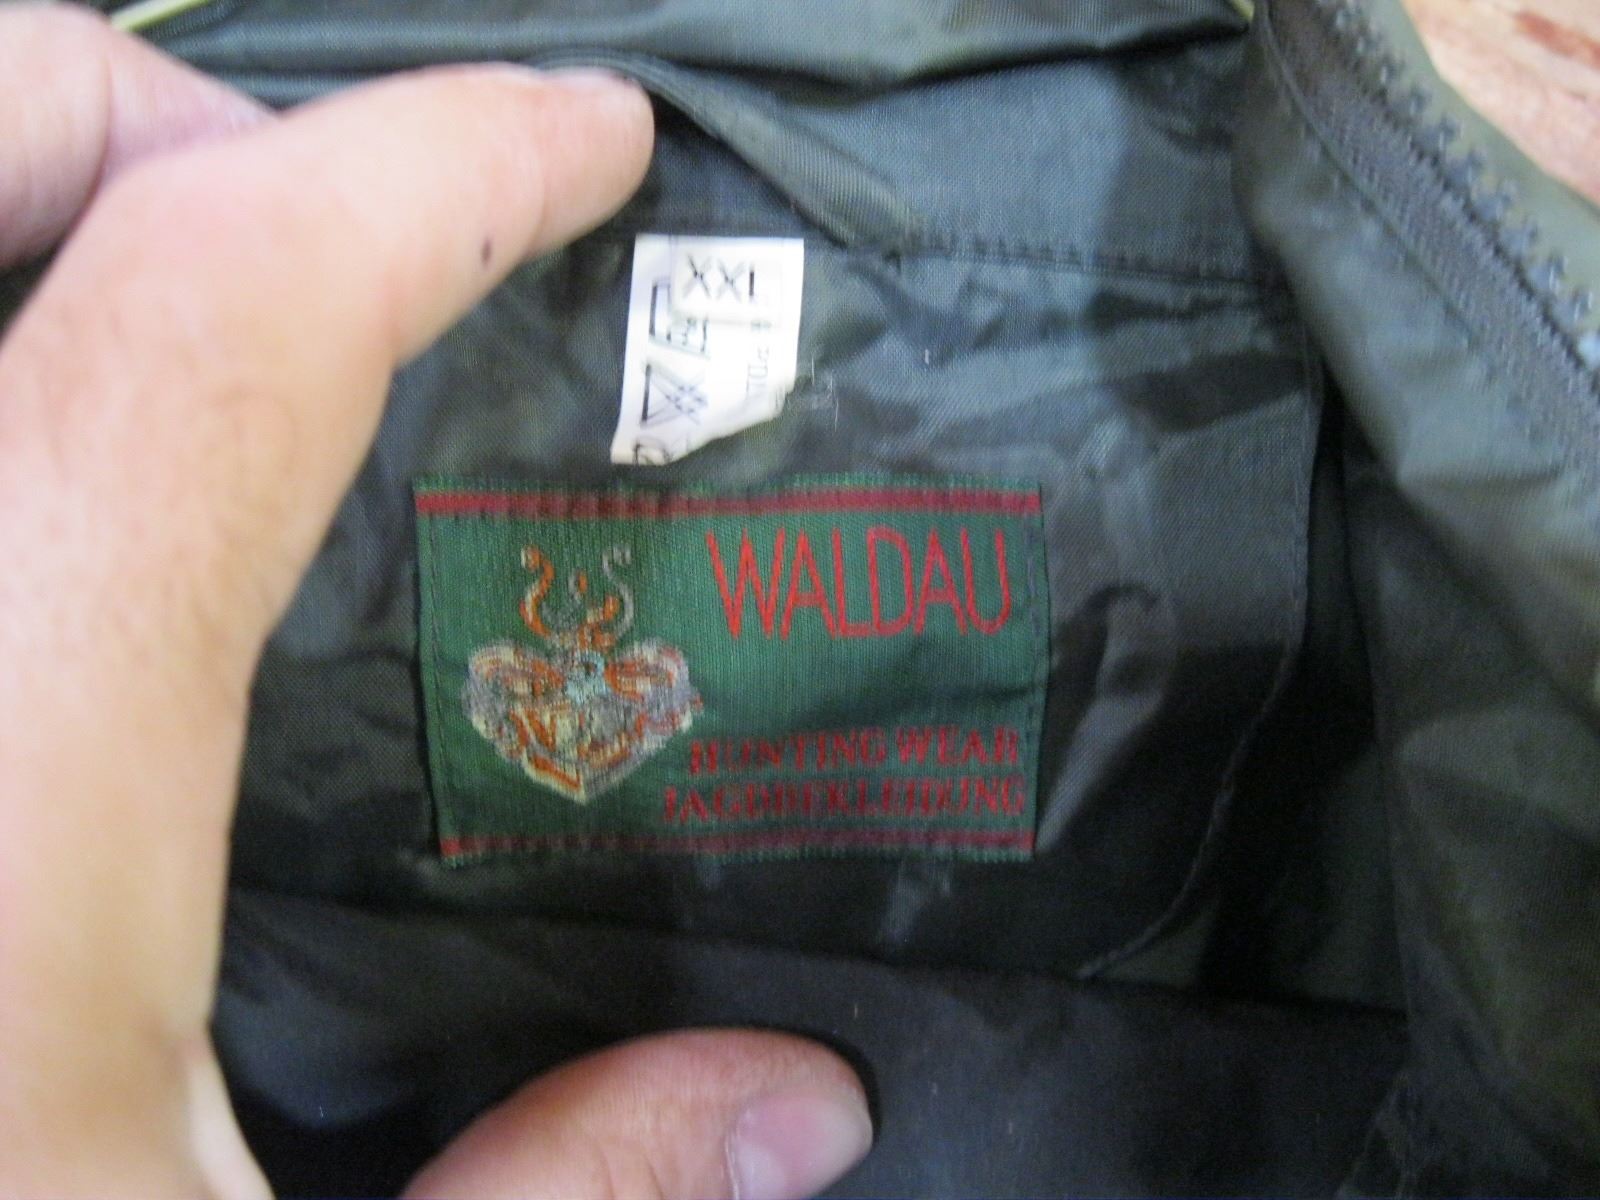 XXL
WALDAU
HUNTING WEAR
JAGDBEKLEIDUNG